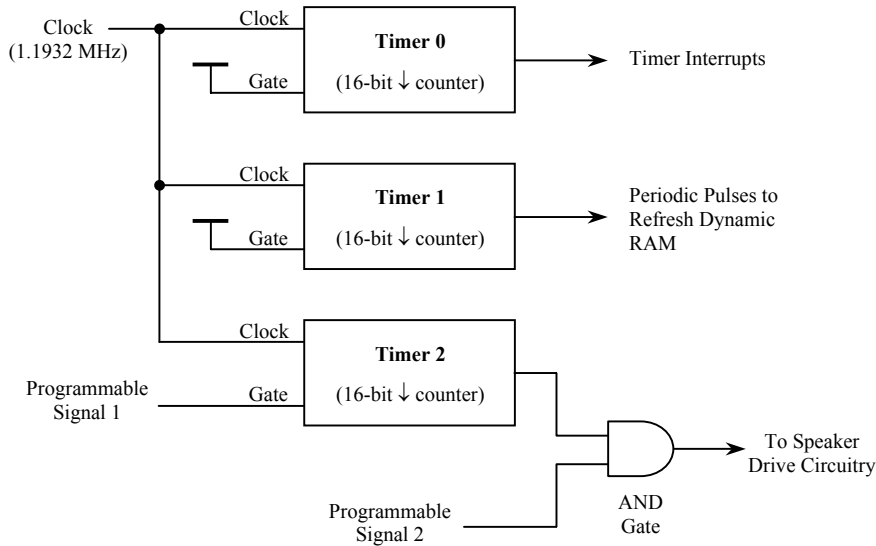 Clock
(1.1932 MHz)
Clock
Gate
Timer 0
(16-bit ↓ counter)
Timer Interrupts
Clock
Gate
Timer 1
(16-bit ↓ counter)
Periodic Pulses to
Refresh Dynamic
RAM
Clock
Gate
Timer 2
(16-bit ↓ counter)
Programmable
Signal 1
To Speaker
Drive Circuitry
Programmable
Signal 2
AND
Gate